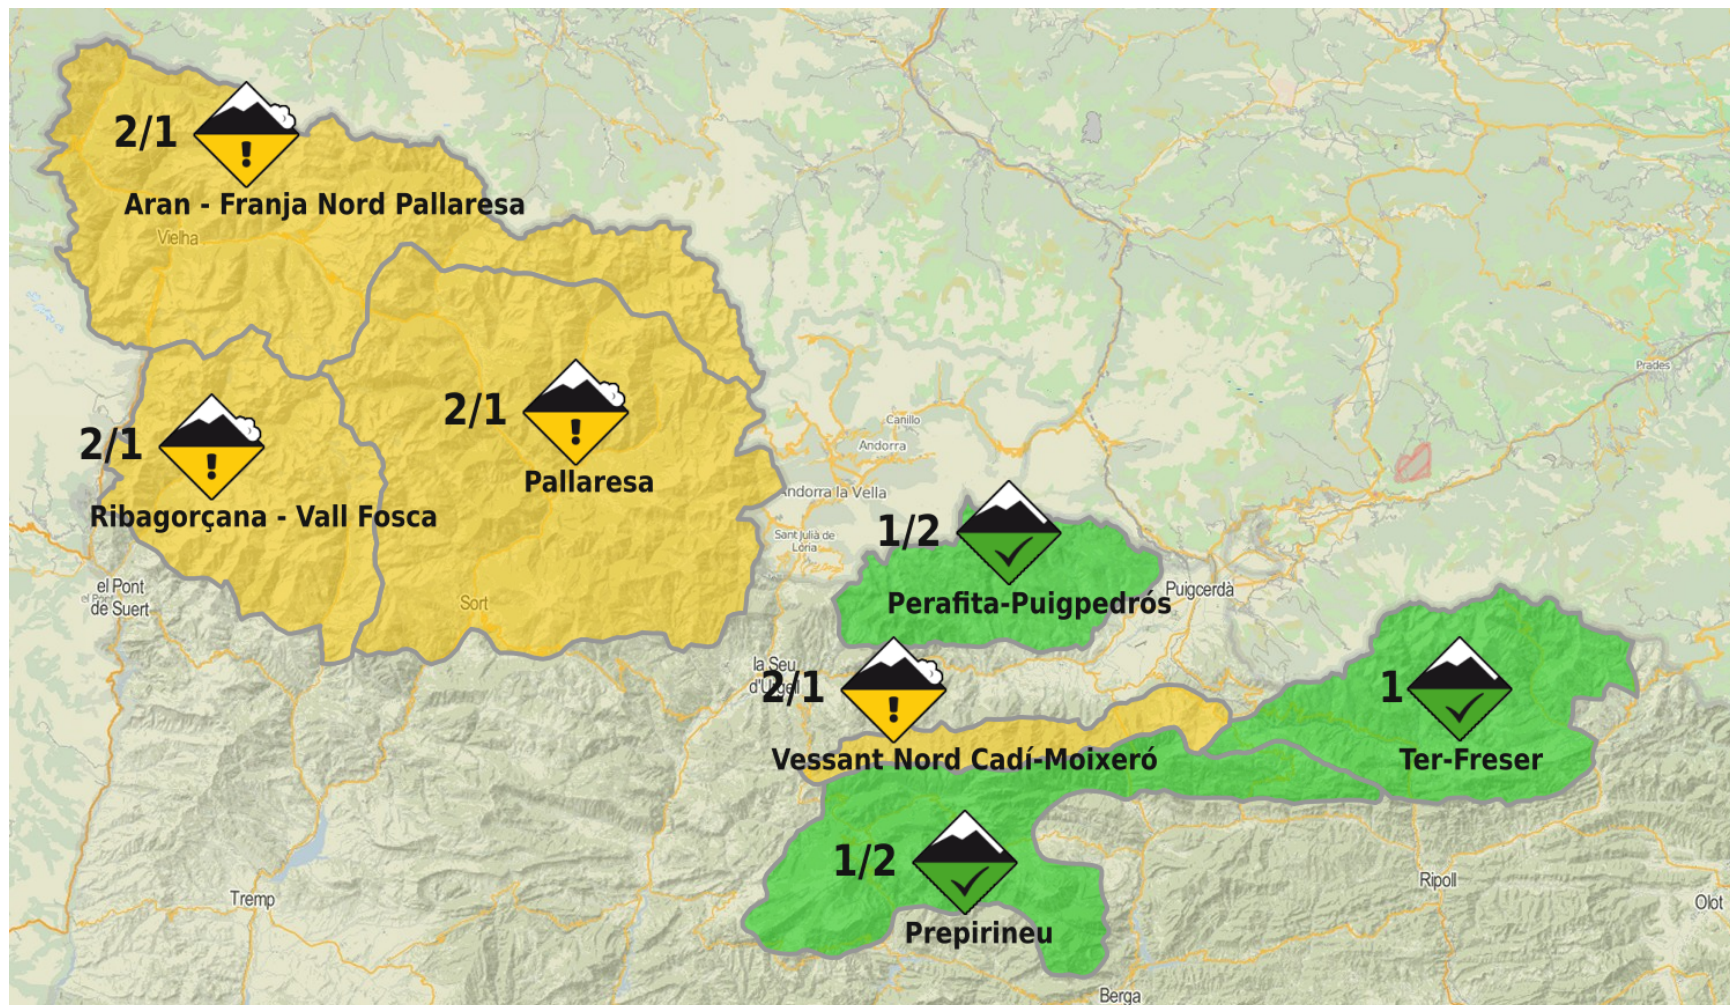 2/1
!
Aran - Franja Nord Pallaresa
Vielha
2/1
!
Pallaresa
2/1
!
Ribagorçana - Vall Fosca
Prades
Canillo
Andorra
Andorra la Vella
Sant Julià de
Lòria
1/2
Perafita-Puigpedrós
Puigcerdà
el Pont
de Suert
Sort
la Seu
d'Urgell
2/1
!
Vessant Nord Cadí-Moixeró
1
Ter-Freser
1/2
Prepirineu
Tremp
Ripoll
Olot
Berga